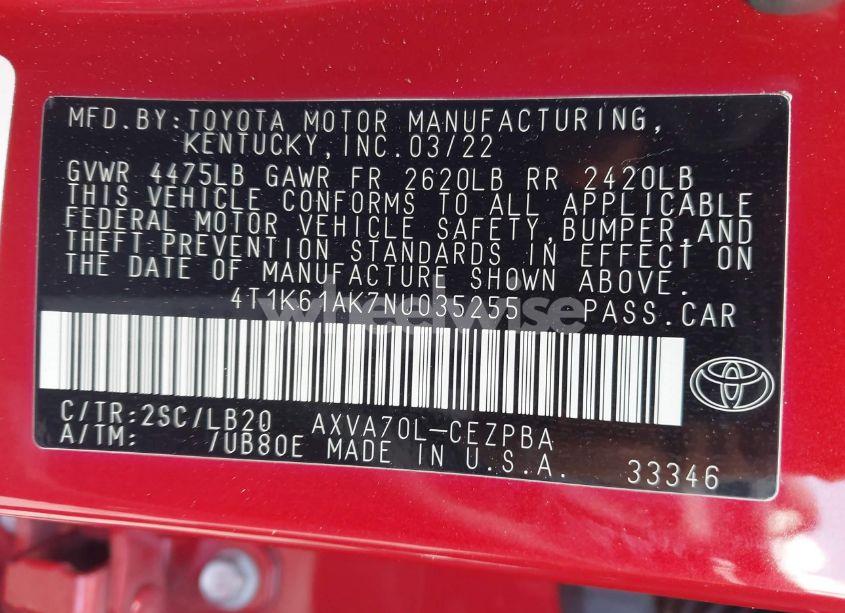 MFD.BY:TOYOTA MOTOR MANUFACTURING,
KENTUCKY,INC.03/22
GVWR 4475LB GAWR FR 2620LB RR 2420LB
THIS VEHICLE CONFORMS TO ALL APPLICABLE
FEDERAL MOTOR VEHICLE SAFETY,BUMPER,AND
THEFT PREVENTION STANDARDS IN EFFECT ON
THE DATE OF MANUFACTURE SHOWN ABOVE.
4T1K61AK7NU035255 PASS.CAR
wheelwise
C/TR:2SC/LB20 AXVA70L-CEZPBA
A/TM: /UB80E MADE IN U.S.A. 33346